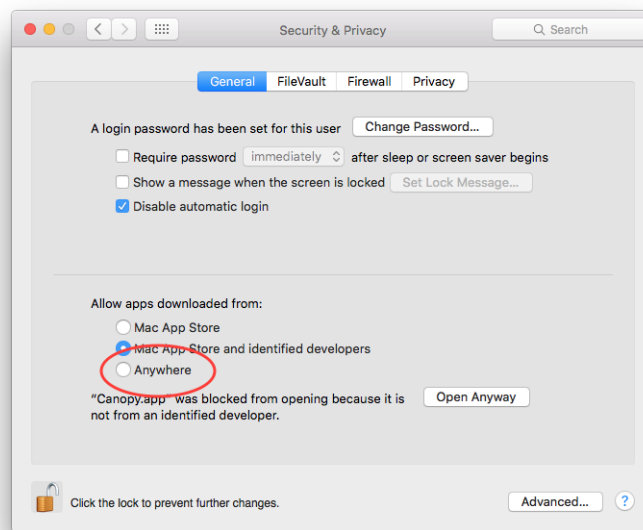 Security & Privacy
Search
General FileVault Firewall Privacy
A login password has been set for this user Change Password...
Require password immediately after sleep or screen saver begins
Show a message when the screen is locked Set Lock Message...
Disable automatic login
Allow apps downloaded from:
Mac App Store
Mac App Store and identified developers
Anywhere
“Canopy.app” was blocked from opening because it is
not from an identified developer.
Open Anyway
Click the lock to prevent further changes.
Advanced...
?